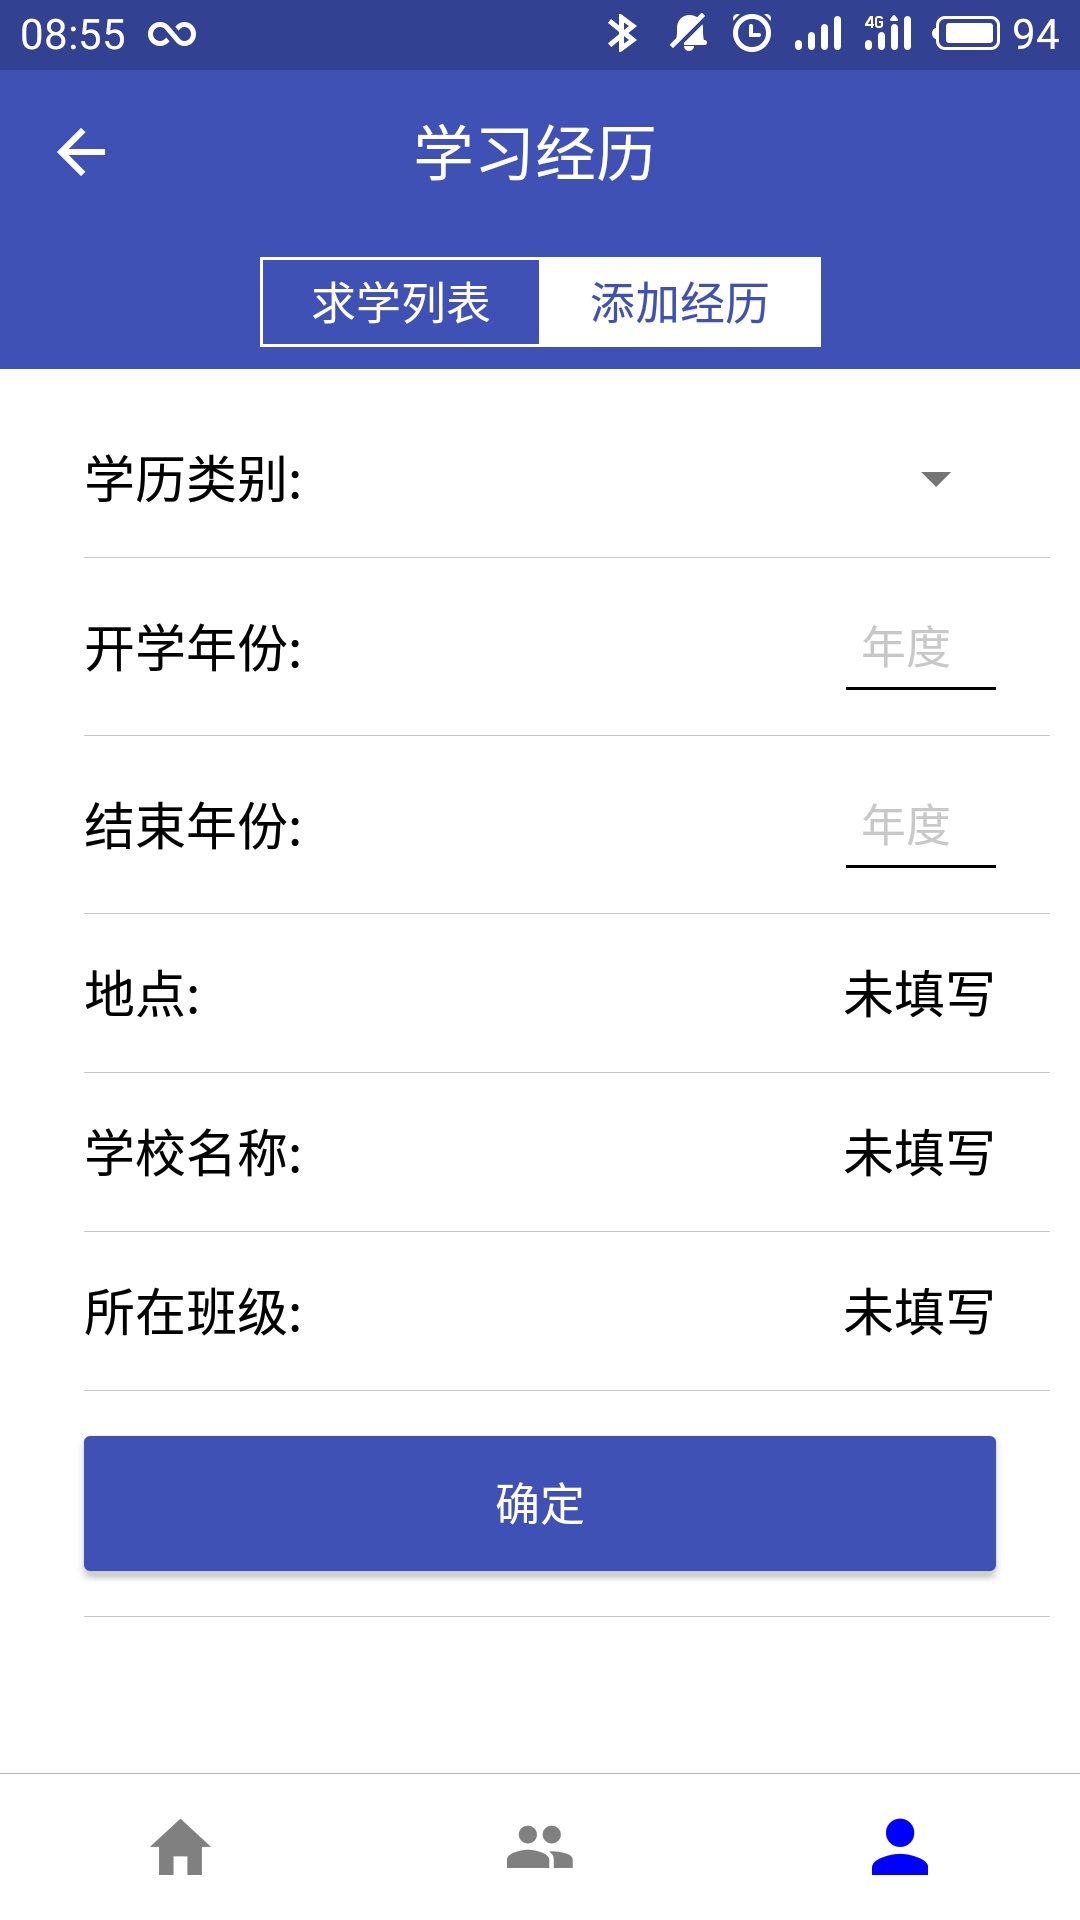 08:55 4G 94
学习经历
求学列表 添加经历
学历类别:
开学年份: 年度
结束年份: 年度
地点: 未填写
学校名称: 未填写
所在班级: 未填写
确定